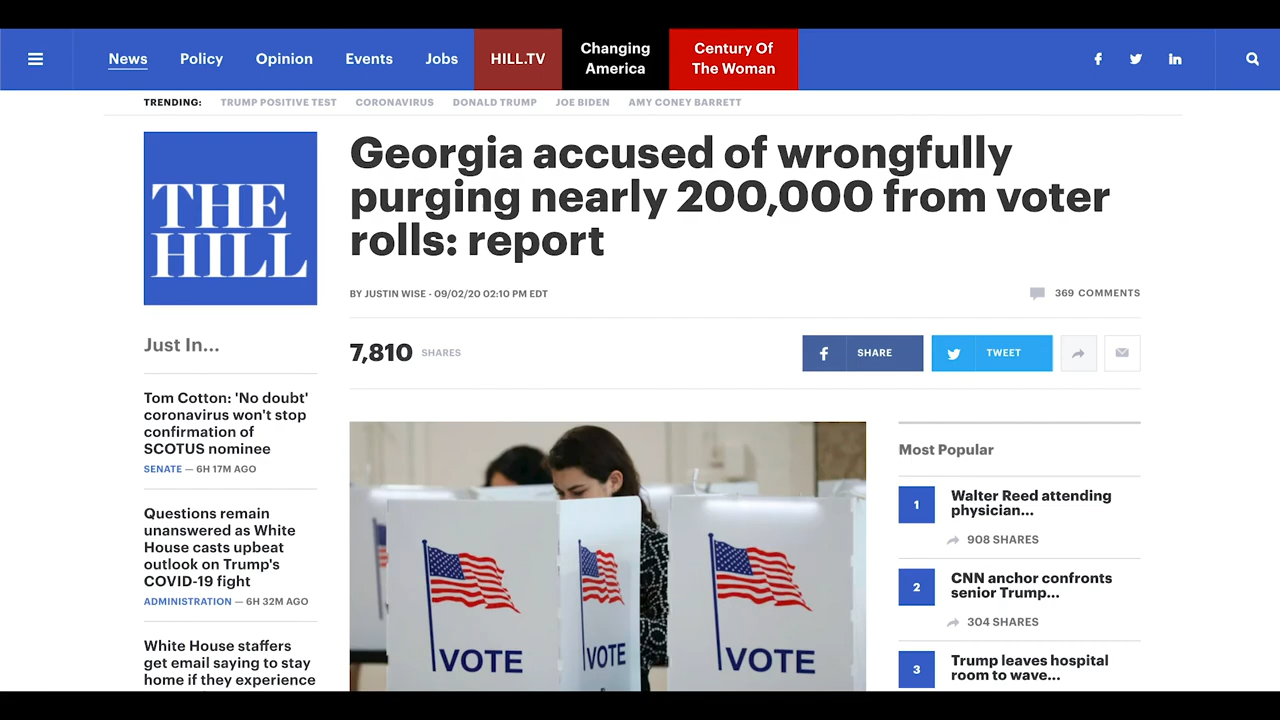 News
Policy
Opinion
Events
Jobs
HILL.TV
Changing
America
Century Of
The Woman
TRENDING:
TRUMP POSITIVE TEST
CORONAVIRUS
DONALD TRUMP
JOE BIDEN
AMY CONEY BARRETT
THE
HILL
Georgia accused of wrongfully
purging nearly 200,000 from voter
rolls: report
BY JUSTIN WISE - 09/02/20 02:10 PM EDT
369 COMMENTS
7,810 SHARES
SHARE
TWEET
Just In...
Tom Cotton: 'No doubt'
coronavirus won't stop
confirmation of
SCOTUS nominee
SENATE — 6H 17M AGO
Questions remain
unanswered as White
House casts upbeat
outlook on Trump's
COVID-19 fight
ADMINISTRATION — 6H 32M AGO
White House staffers
get email saying to stay
home if they experience
VOTE
VOTE
VOTE
Most Popular
1
Walter Reed attending
physician...
908 SHARES
2
CNN anchor confronts
senior Trump...
304 SHARES
3
Trump leaves hospital
room to wave...